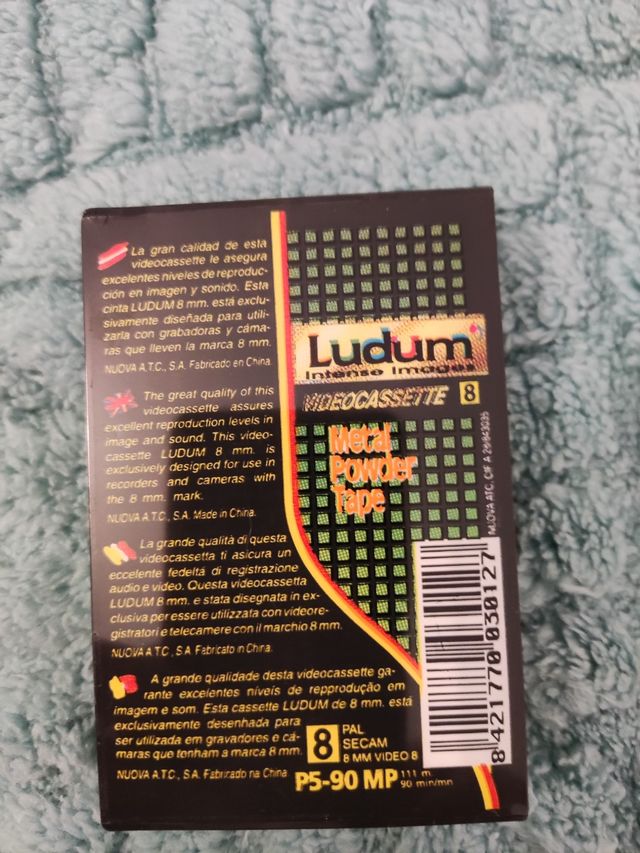 La gran calidad de esta
videocassette le asegura
excelentes niveles de reproduc-
ción en imagen y sonido. Esta
cinta LUDUM 8 mm. está exclu-
sivamente diseñada para utili-
zarla con grabadoras y cáma-
ras que lleven la marca 8 mm.
NUOVA A.T.C., S.A. Fabricado en China.
The great quality of this
videocassette assures
excellent reproduction levels in
image and sound. This video-
cassette LUDUM 8 mm. is
exclusively designed for use in
recorders and cameras with
the 8 mm. mark.
NUOVA A.T.C., S.A. Made in China.
La grande qualità di questa
videocassetta ti asicura un
eccelente fedeltá di registrazione
audio e video. Questa videocassetta
LUDUM 8 mm. e stata disegnata in ex-
clusiva per essere utilizzata con videore-
gistratori e telecamere con il marchio 8 mm.
NUOVA A.T.C., S.A. Fabricato in China.
A grande qualidade desta videocassette ga-
rante excelentes níveis de repprodução em
imagem e som. Esta cassette LUDUM de 8 mm. está
exclusivamente desenhada para
ser utilizada em gravadores e cá-
maras que tenham a marca 8 mm.
NUOVA A.T.C., S.A. Fabricado na China.
Ludum
Intense Images
VIDEOCASSETTE 8
Metal
Powder
Tape
NUOVA ATC, CIF A 26/843035
8 421770 030127
8
PAL
SECAM
8 MM VIDEO 8
P5-90 MP
111 m.
90 min/mn